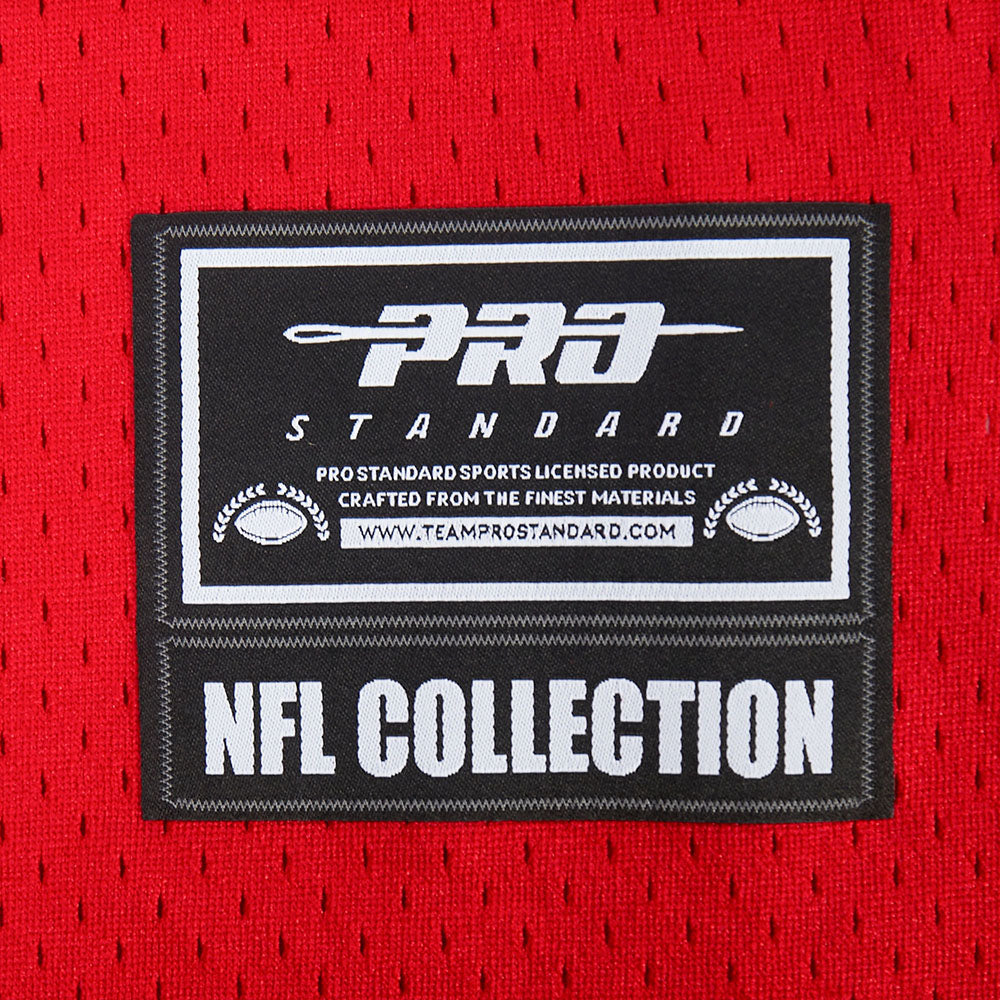 PRO
STANDARD
PRO STANDARD SPORTS LICENSED PRODUCT
CRAFTED FROM THE FINEST MATERIALS
WWW.TEAMPROSTANDARD.COM
NFL COLLECTION